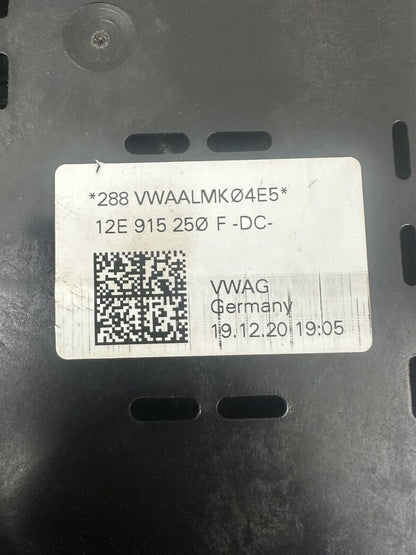 *288 VWAALMKØ4E5*
12E 915 25Ø F -DC-
VWAG
Germany
19.12.20 19:05